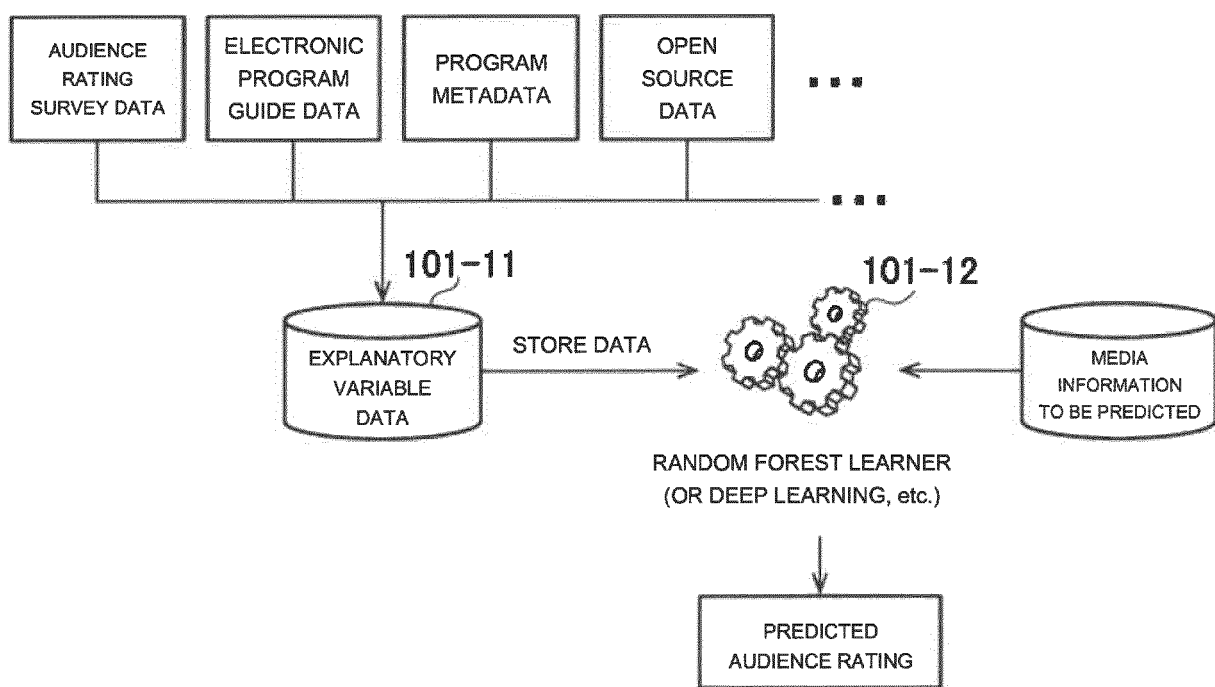 AUDIENCE
RATING
SURVEY DATA
ELECTRONIC
PROGRAM
GUIDE DATA
PROGRAM
METADATA
OPEN
SOURCE
DATA
...
...
101-11
101-12
EXPLANATORY
VARIABLE
DATA
STORE DATA
MEDIA
INFORMATION
TO BE PREDICTED
RANDOM FOREST LEARNER
(OR DEEP LEARNING, etc.)
PREDICTED
AUDIENCE RATING